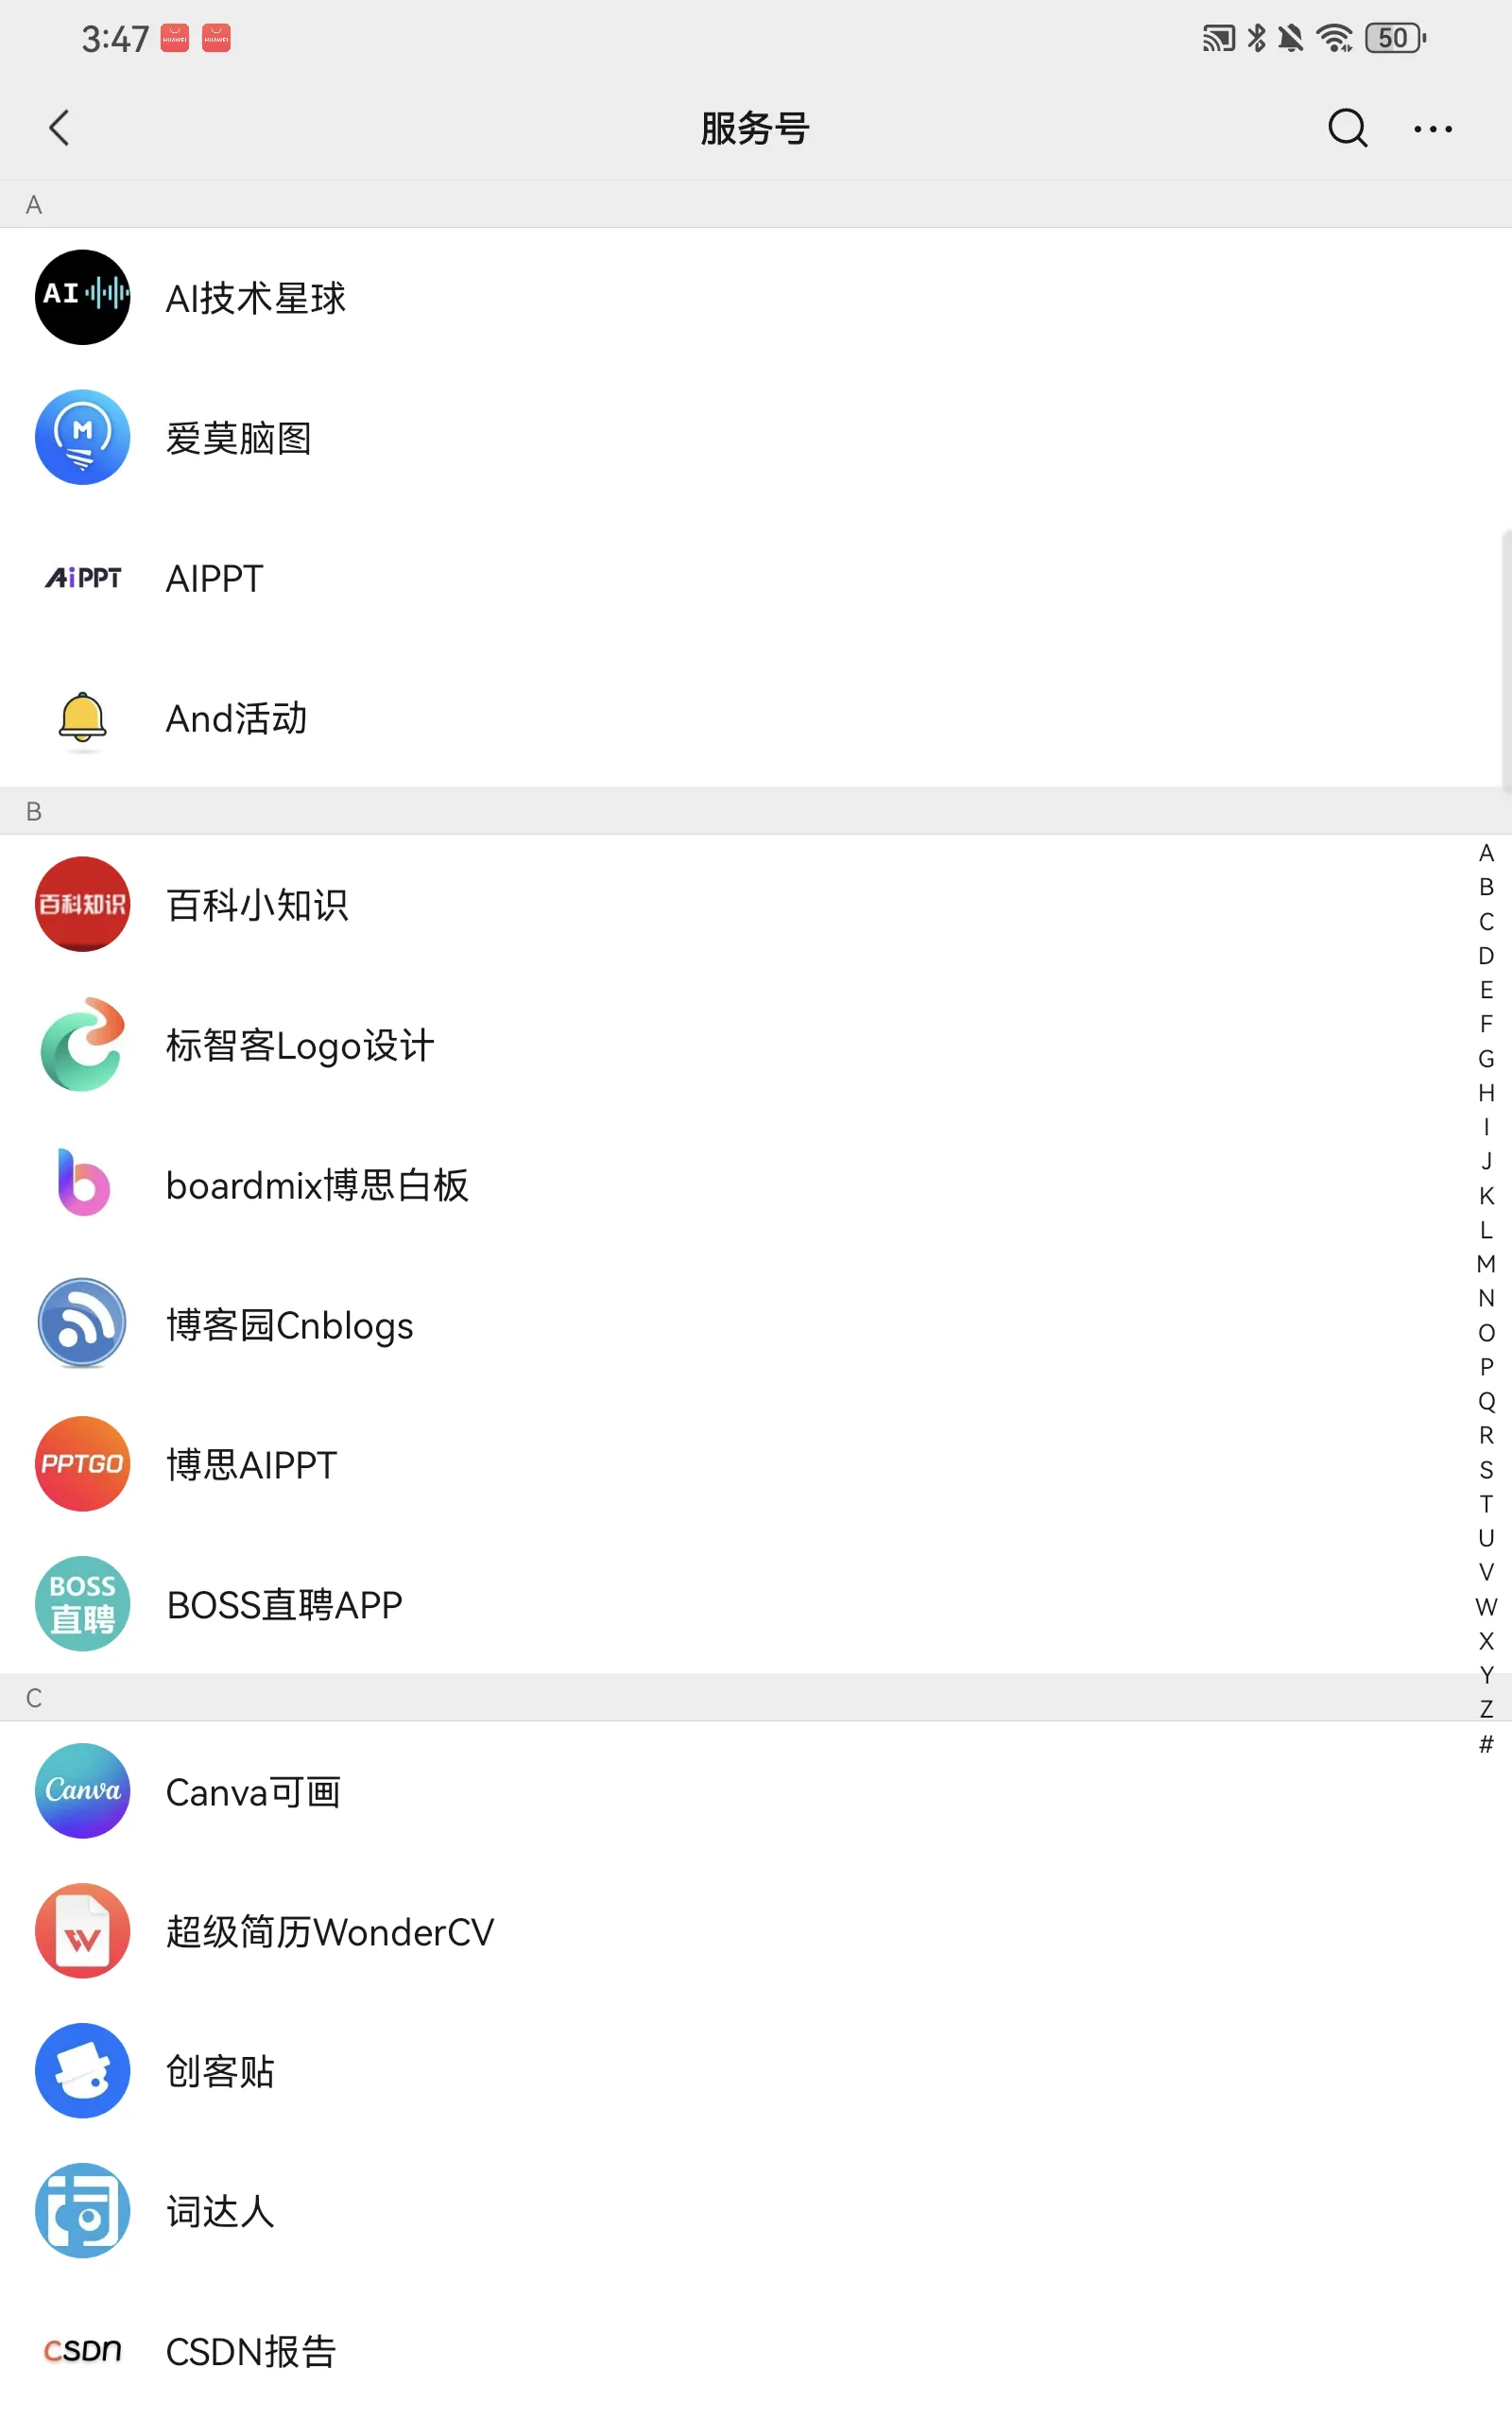 3:47
HUAWEI HUAWEI
50
服务号
A
AI
AI技术星球
M
爱莫脑图
AiPPT
AIPPT
And活动
B
百科知识
百科小知识
标智客Logo设计
boardmix博思白板
博客园Cnblogs
PPTGO
博思AIPPT
BOSS
直聘
BOSS直聘APP
C
Canva
Canva可画
W
超级简历WonderCV
创客贴
词达人
CSDN
CSDN报告
A
B
C
D
E
F
G
H
I
J
K
L
M
N
O
P
Q
R
S
T
U
V
W
X
Y
Z
#